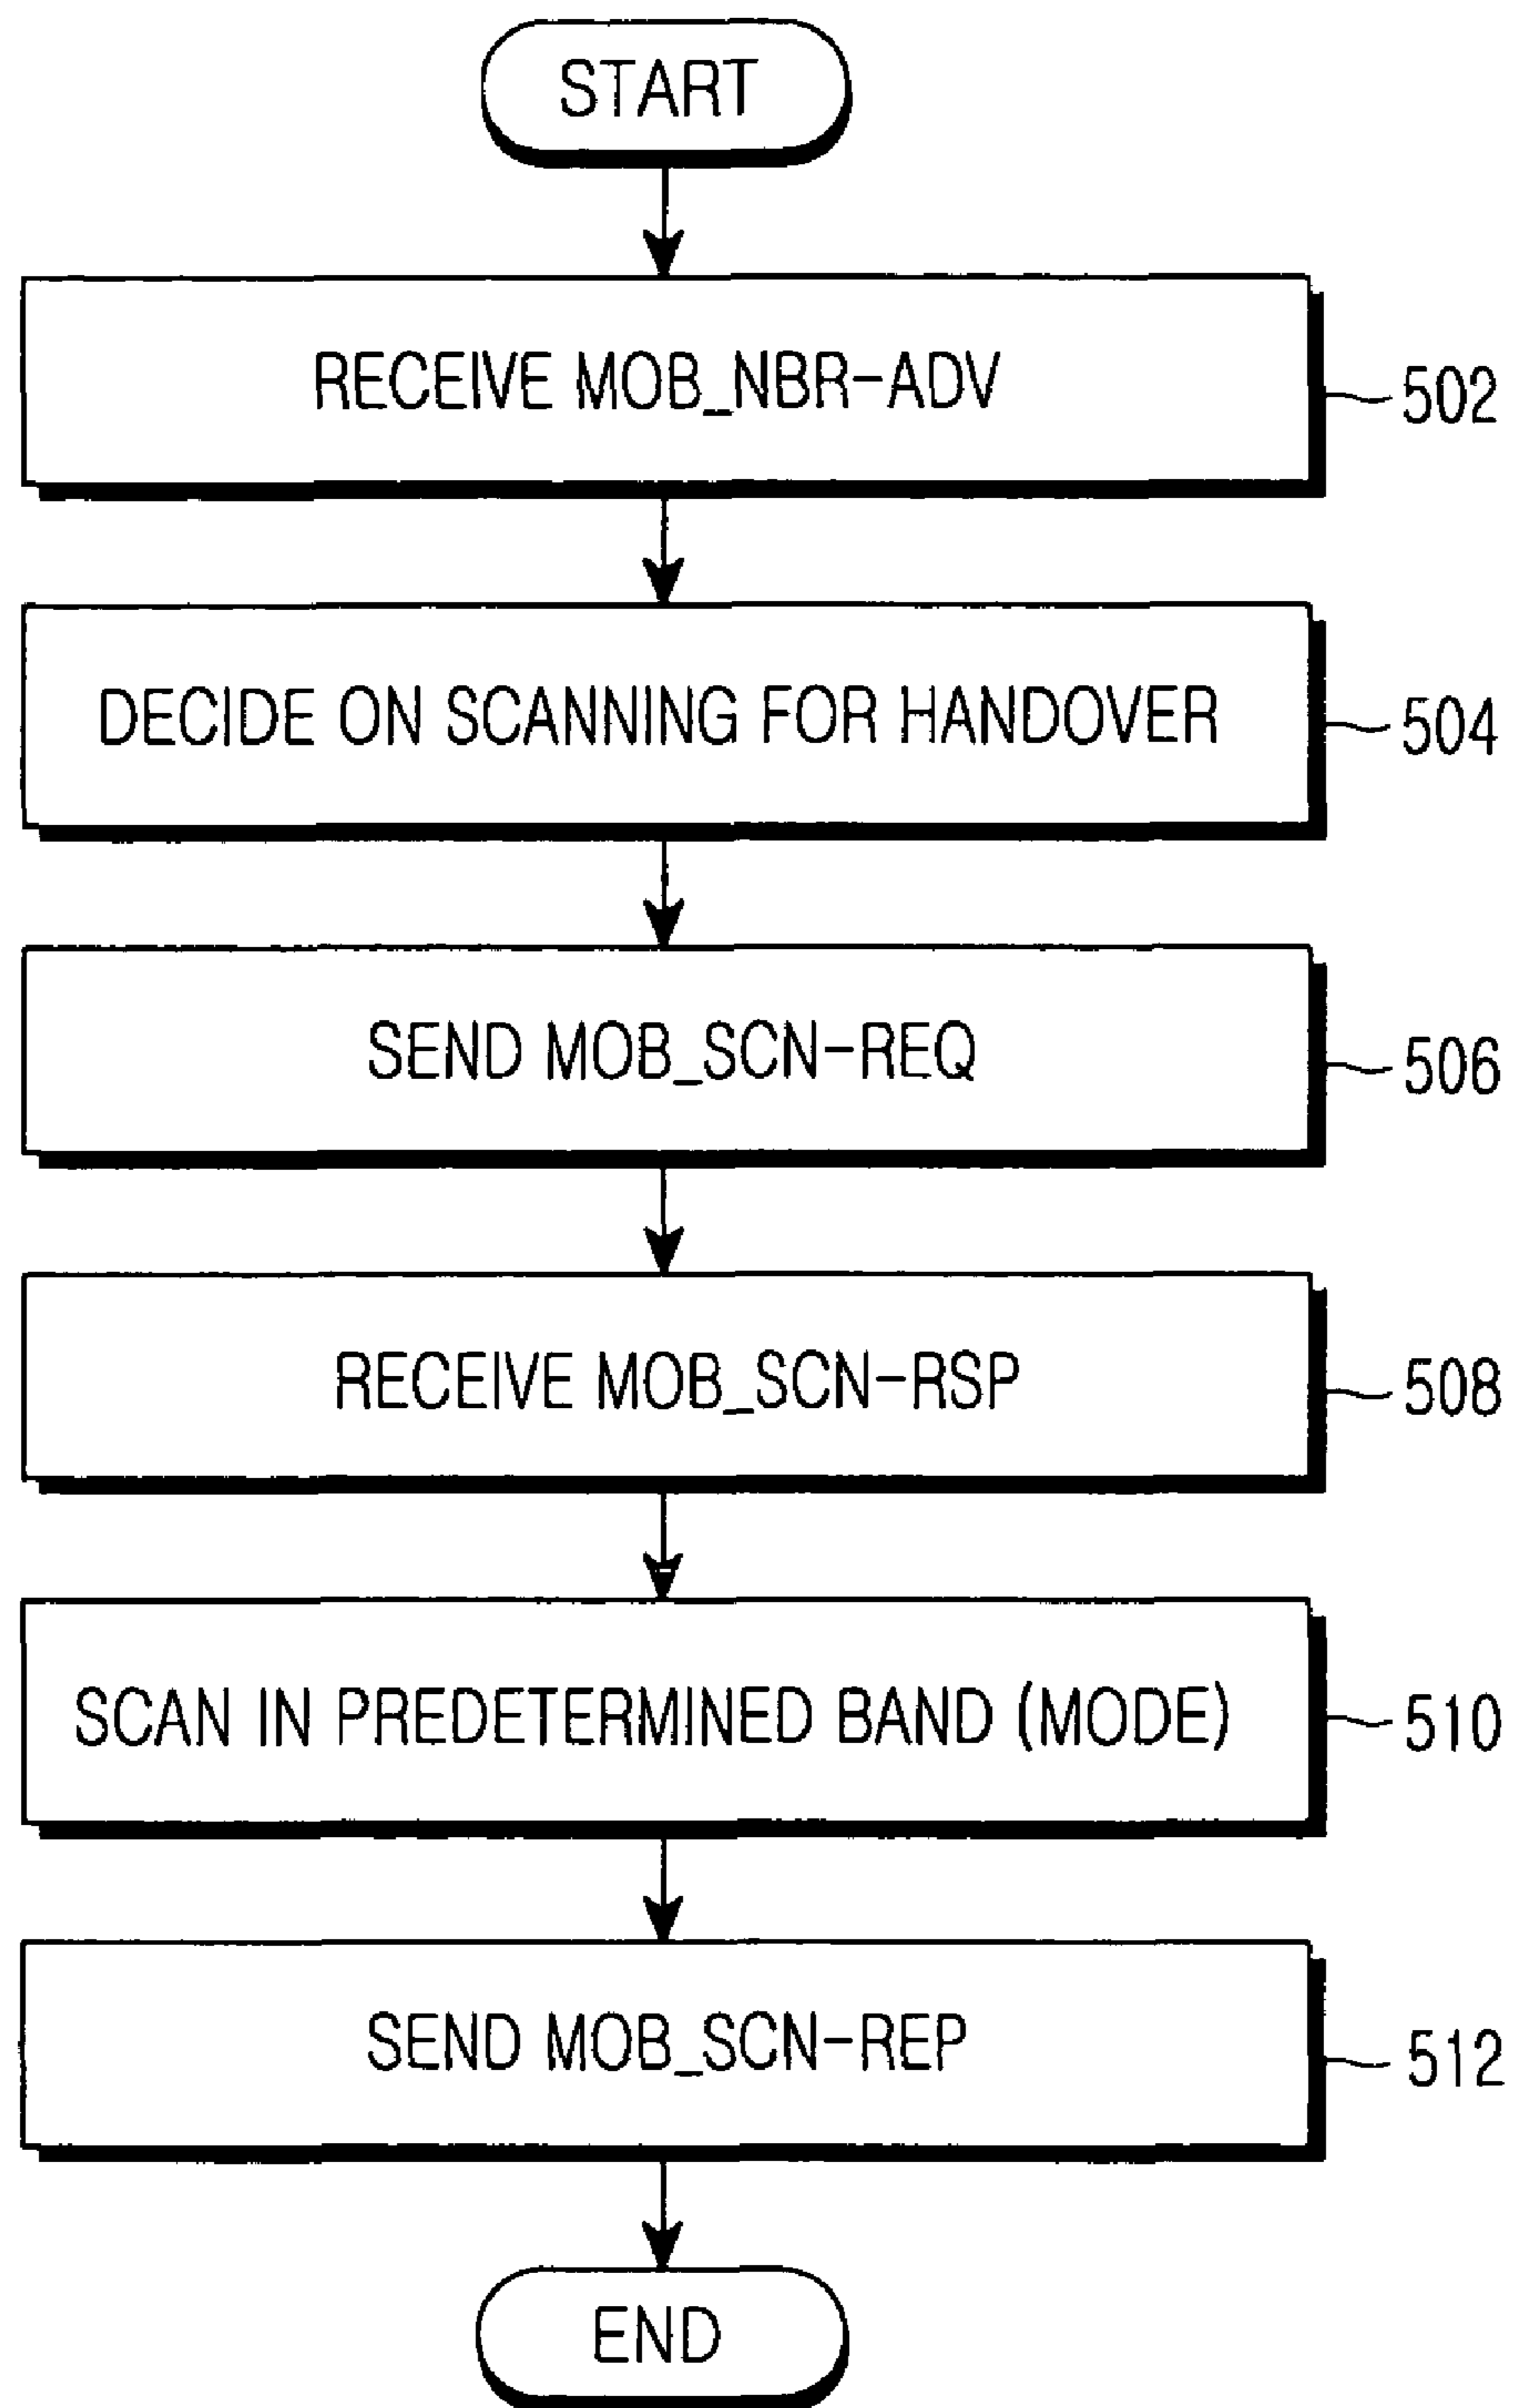 START
RECEIVE MOB_NBR-ADV
502
DECIDE ON SCANNING FOR HANDOVER
504
SEND MOB_SCN-REQ
506
RECEIVE MOB_SCN-RSP
508
SCAN IN PREDETERMINED BAND (MODE)
510
SEND MOB_SCN-REP
512
END